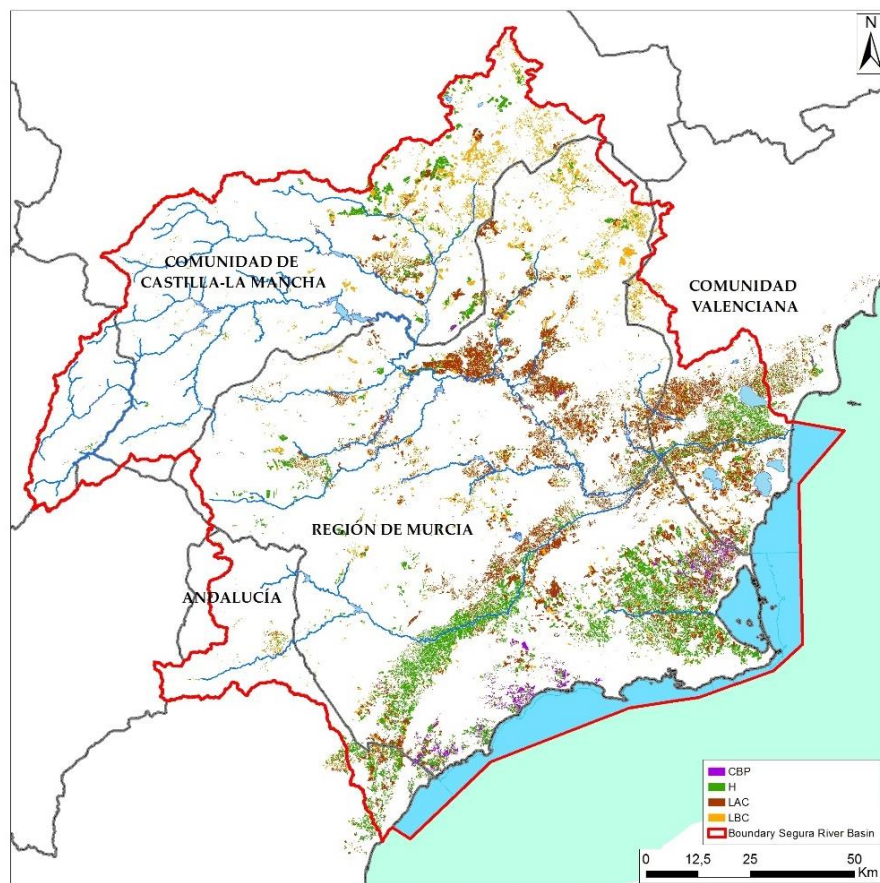 N
COMUNIDAD DE
CASTILLA-LA MANCHA
COMUNIDAD
VALENCIANA
REGIÓN DE MURCIA
ANDALUCÍA
CBP
H
LAC
LBC
Boundary Segura River Basin
0 12,5 25 50
Km